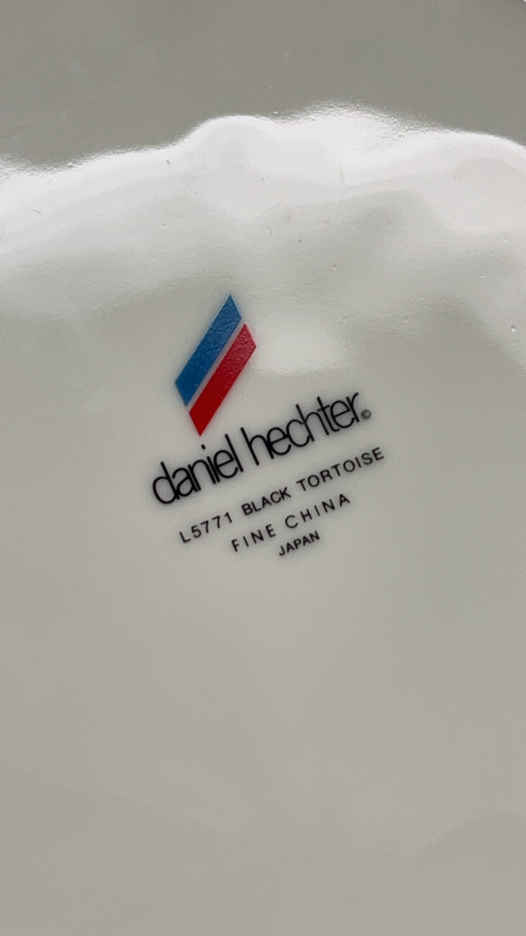 daniel hechter©
L5771 BLACK TORTOISE
FINE CHINA
JAPAN